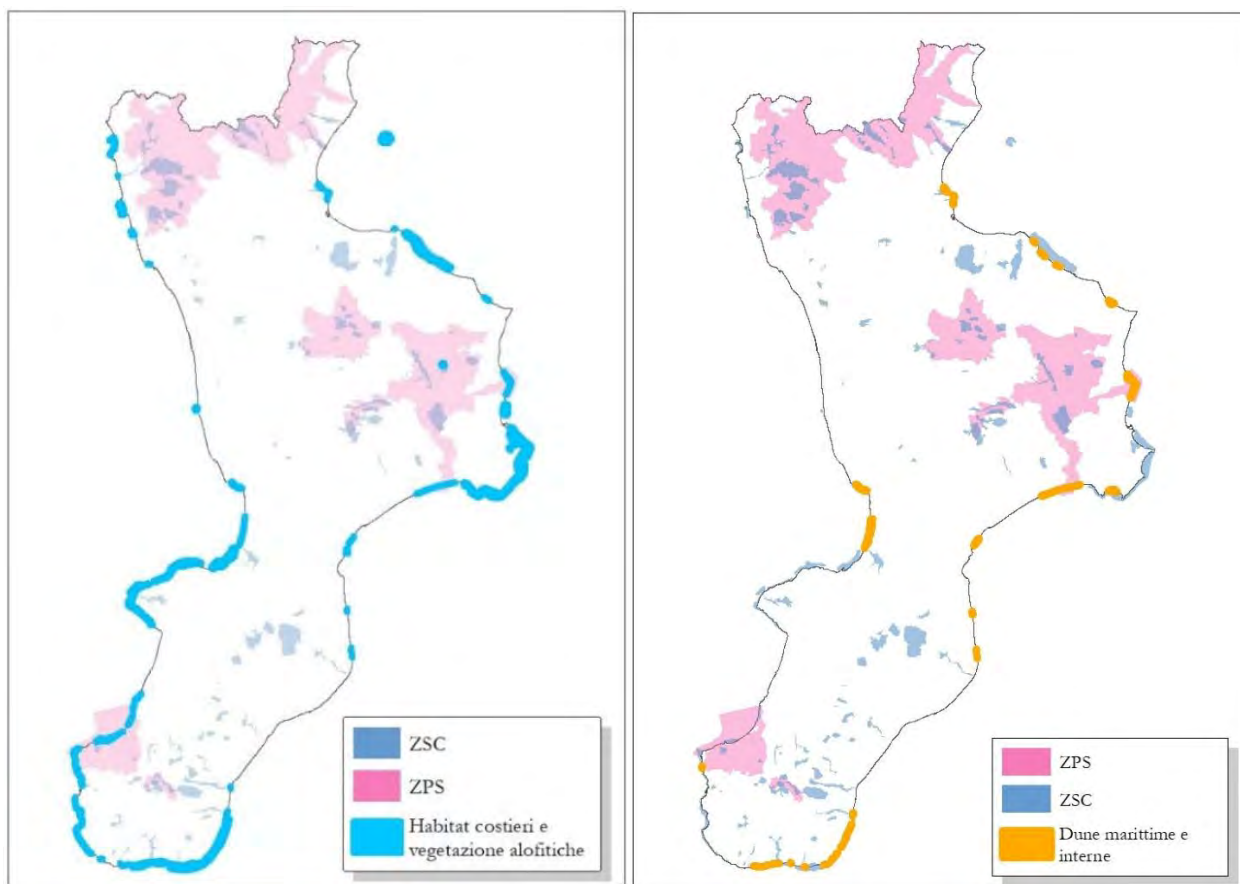 ZSC
ZPS
Habitat costieri e
vegetazione alofitiche
ZPS
ZSC
Dune marittime e
interne